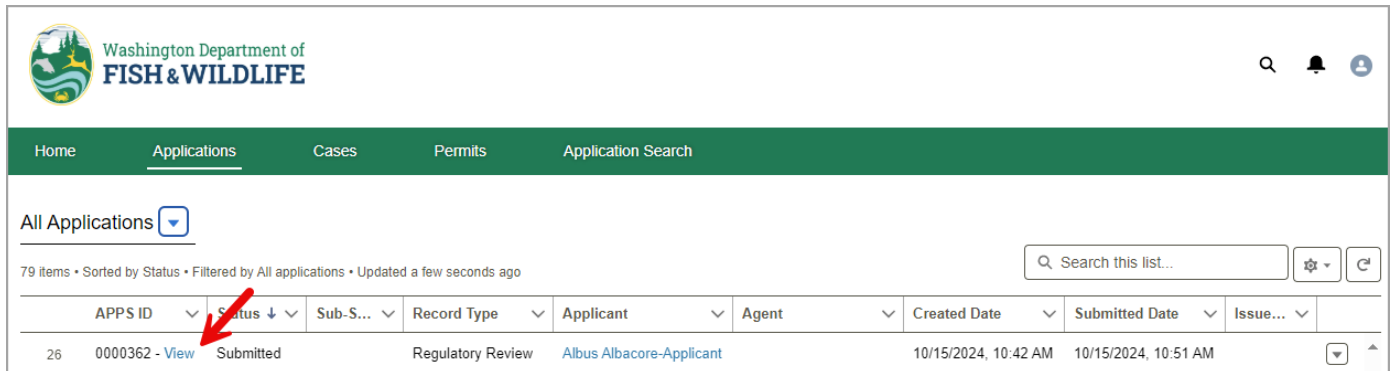 Washington Department of
FISH & WILDLIFE
Home Applications Cases Permits Application Search
All Applications
79 items • Sorted by Status • Filtered by All applications • Updated a few seconds ago
Search this list...
APPS ID Status Sub-S... Record Type Applicant Agent Created Date Submitted Date Issue...
26 0000362 - View Submitted Regulatory Review Albus Albacore-Applicant 10/15/2024, 10:42 AM 10/15/2024, 10:51 AM